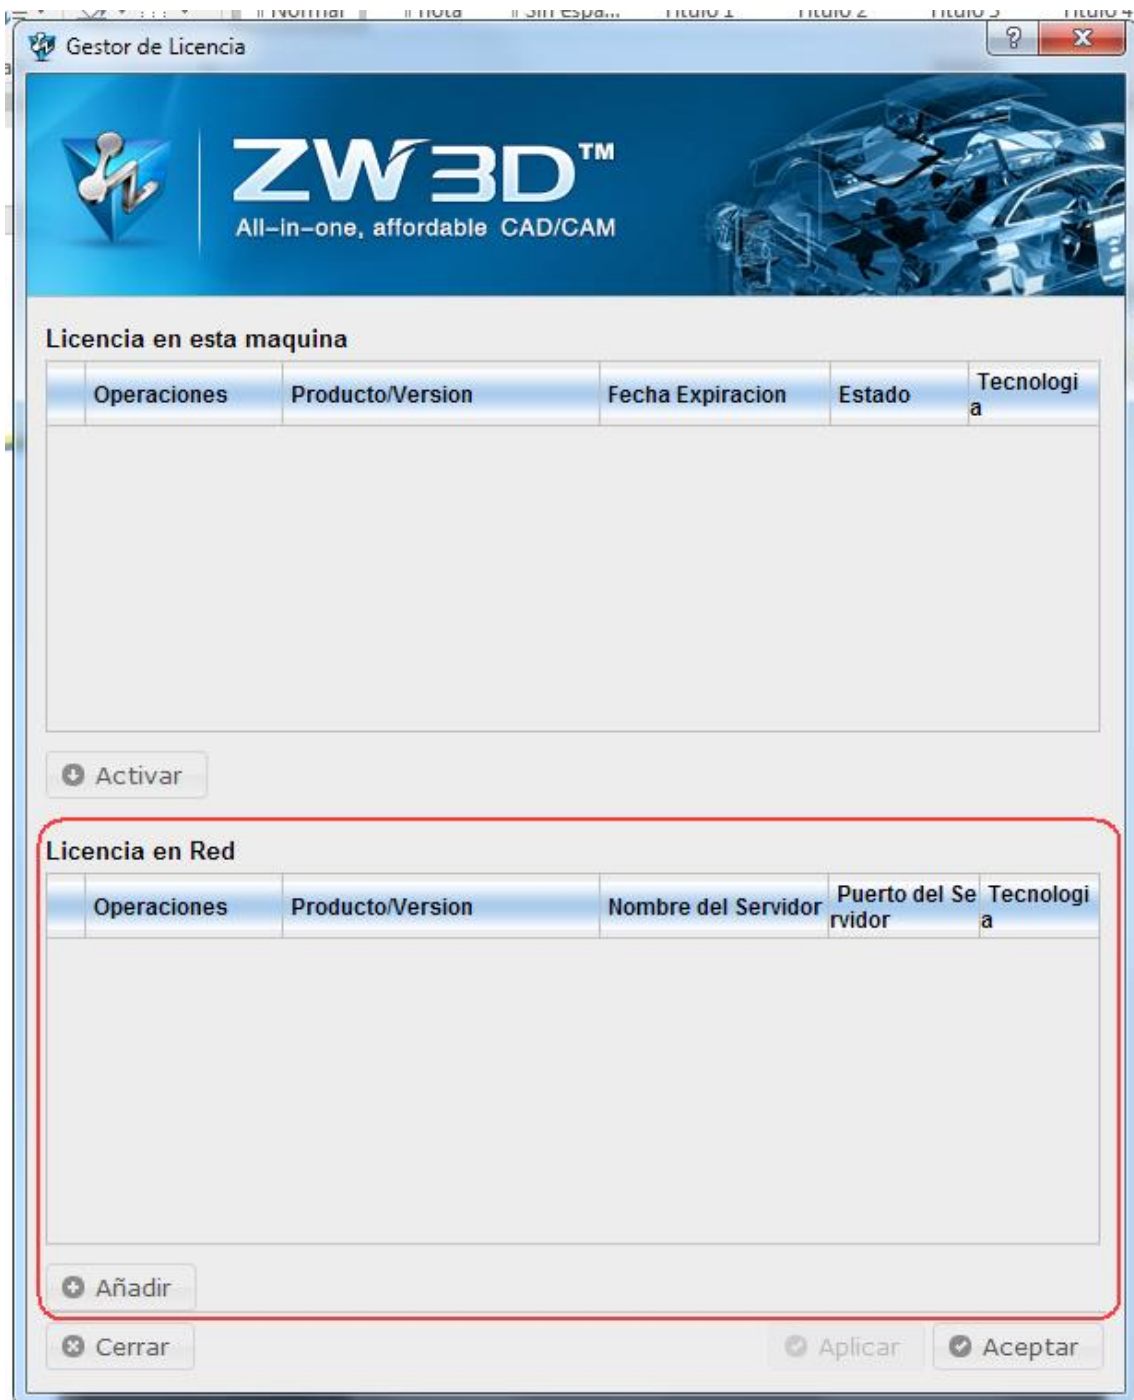 Normal
Gestor de Licencia
?
X
ZW3D™
All-in-one, affordable CAD/CAM
Licencia en esta maquina
Operaciones Producto/Version Fecha Expiracion Estado Tecnologi
a
Activar
Licencia en Red
Operaciones Producto/Version Nombre del Servidor Puerto del Se Tecnologi
rvidor a
Añadir
Cerrar Aplicar Aceptar